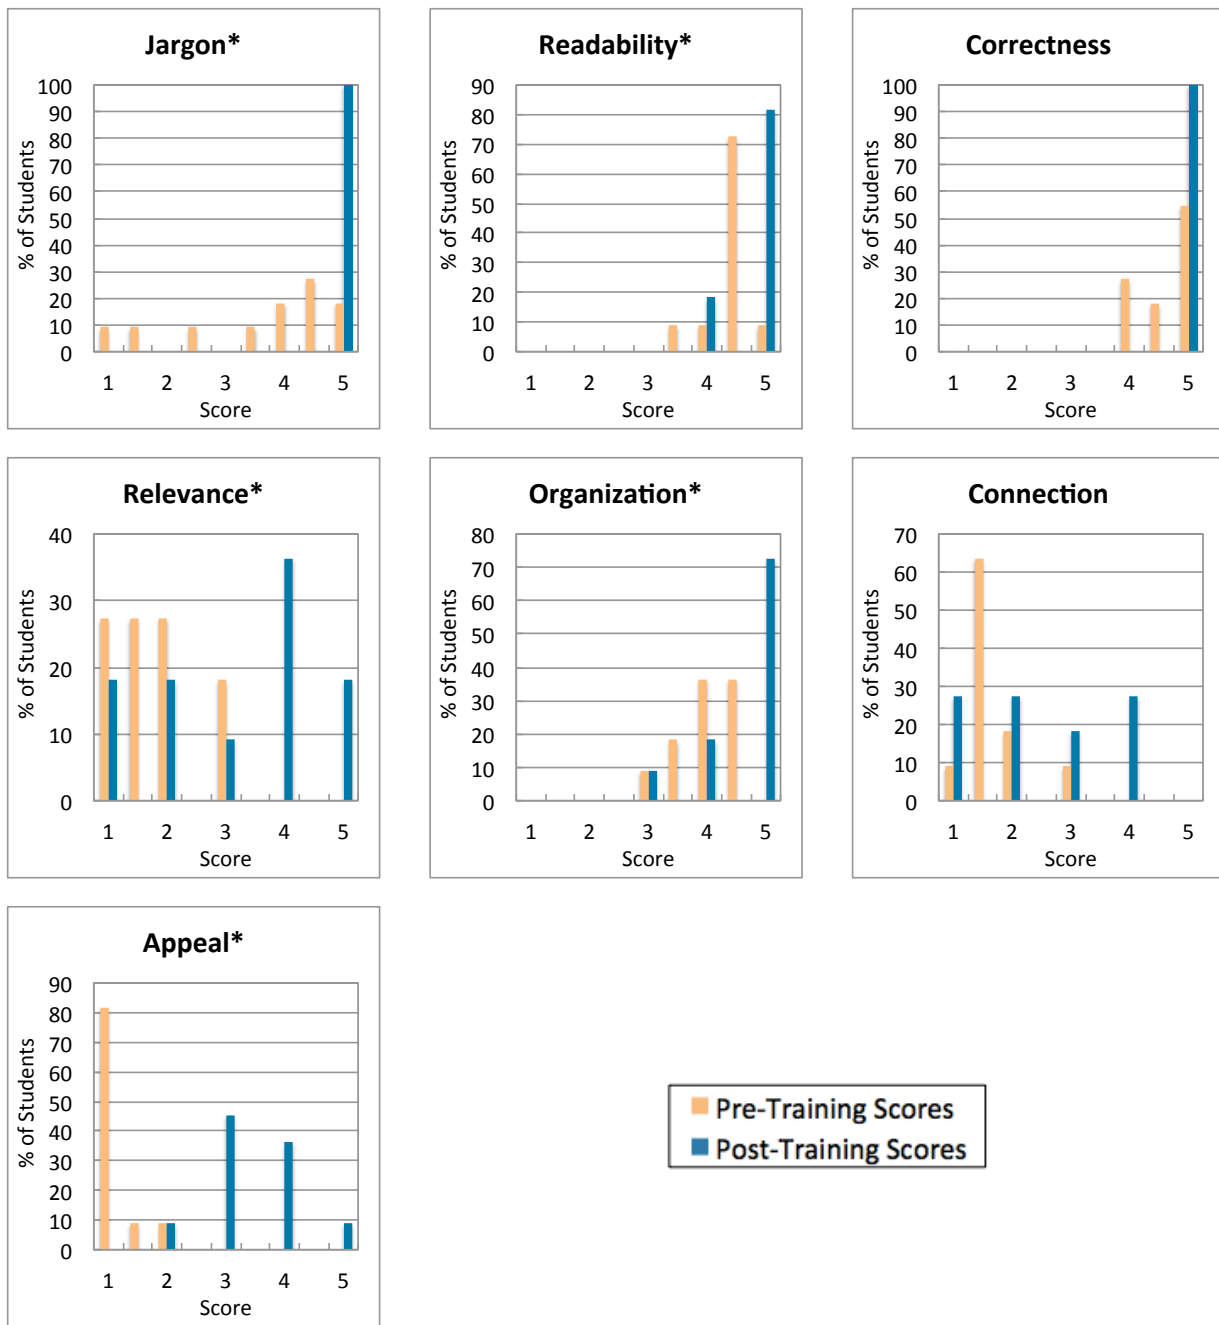 Jargon*
100
90
80
70
60
50
40
30
20
10
0
% of Students
1 2 3 4 5
Score
Readability*
90
80
70
60
50
40
30
20
10
0
% of Students
1 2 3 4 5
Score
Correctness
100
90
80
70
60
50
40
30
20
10
0
% of Students
1 2 3 4 5
Score
Relevance*
40
30
20
10
0
% of Students
1 2 3 4 5
Score
Organization*
80
70
60
50
40
30
20
10
0
% of Students
1 2 3 4 5
Score
Connection
70
60
50
40
30
20
10
0
% of Students
1 2 3 4 5
Score
Appeal*
90
80
70
60
50
40
30
20
10
0
% of Students
1 2 3 4 5
Score
Pre-Training Scores
Post-Training Scores